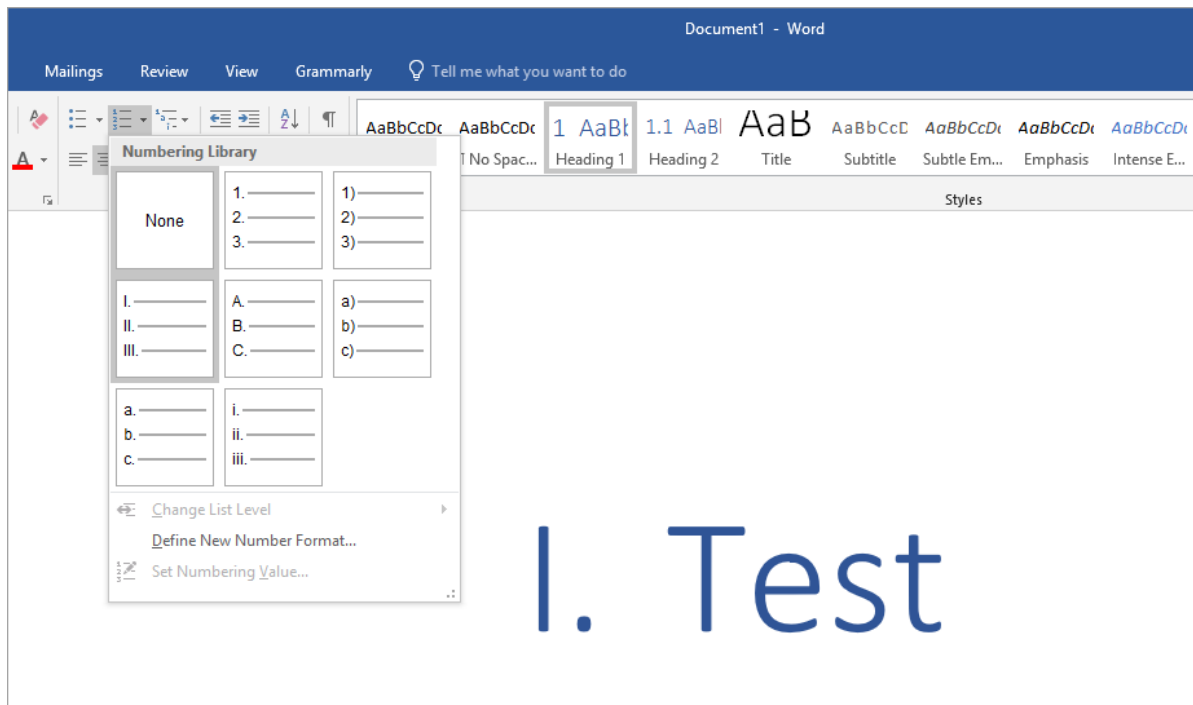 Document1 - Word
Mailings Review View Grammarly Tell me what you want to do
AaBbCcDc AaBbCcDc 1 AaBb 1.1 AaBl AaB AaBbCcD AaBbCcDc AaBbCcDc AaBbCcDc
No Spac... Heading 1 Heading 2 Title Subtitle Subtle Em... Emphasis Intense E...
Styles
Numbering Library
None
1.
2.
3.
1)
2)
3)
I.
II.
III.
A.
B.
C.
a)
b)
c)
a.
b.
c.
i.
ii.
iii.
Change List Level
Define New Number Format...
Set Numbering Value...
I. Test